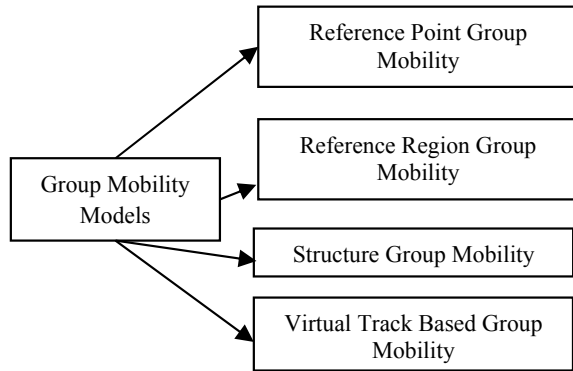 Reference Point Group
Mobility
Reference Region Group
Mobility
Group Mobility
Models
Structure Group Mobility
Virtual Track Based Group
Mobility